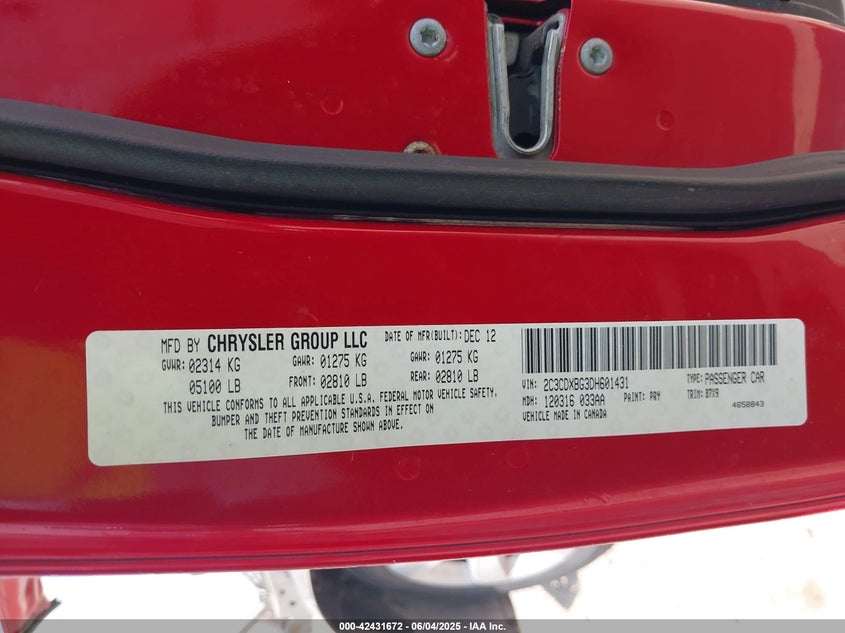 MFD BY CHRYSLER GROUP LLC DATE OF MFR(BUILT): DEC 12
GVWR: 02314 KG GAWR: 01275 KG GAWR: 01275 KG
05100 LB FRONT: 02810 LB REAR: 02810 LB
THIS VEHICLE CONFORMS TO ALL APPLICABLE U.S.A. FEDERAL MOTOR VEHICLE SAFETY,
BUMPER AND THEFT PREVENTION STANDARDS IN EFFECT ON
THE DATE OF MANUFACTURE SHOWN ABOVE.
VIN: 2C3CDXBG3DH601431 TYPE: PASSENGER CAR
MDH: 120316 033AA PAINT: PRY TRIM: B7X9
VEHICLE MADE IN CANADA 4658843
000-42431672 - 06/04/2025 - IAA Inc.